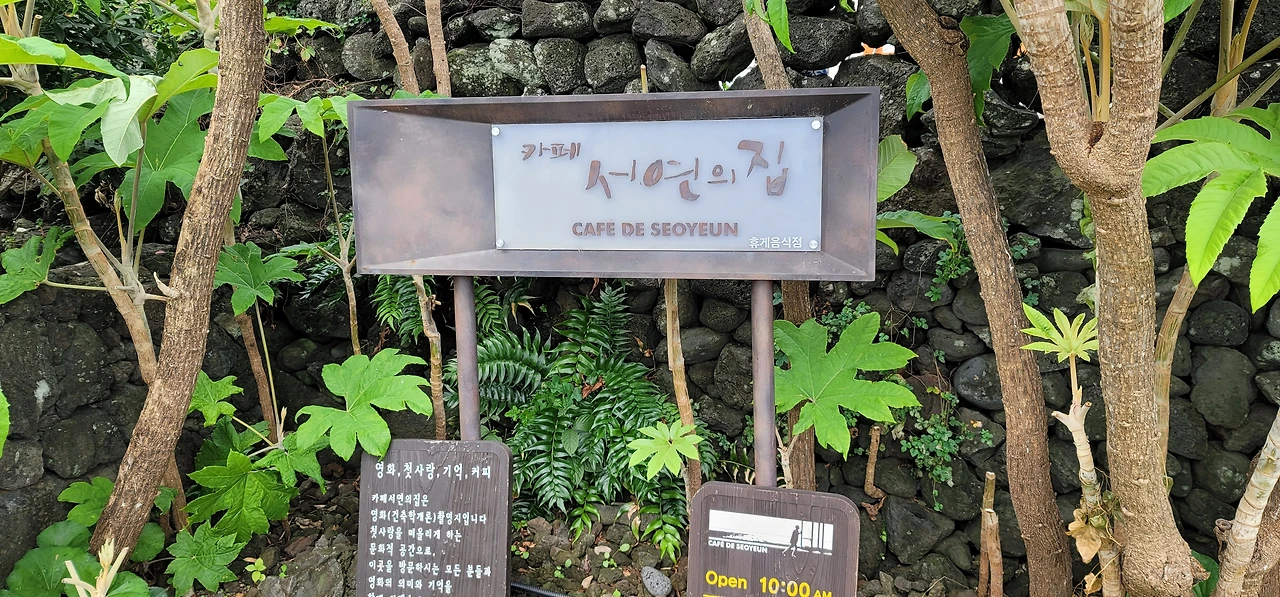 카페 서연의 집
CAFE DE SEOYEUN
휴게음식점
영화, 첫사랑, 기억, 커피
카페서연의집은
영화(건축학개론)촬영지입니다
첫사랑을 떠올리게 하는
문화적 공간으로,
이곳을 방문하시는 모든 분들과
영화의 의미와 기억을
CAFE DE SEOYEUN
Open 10:00 AM